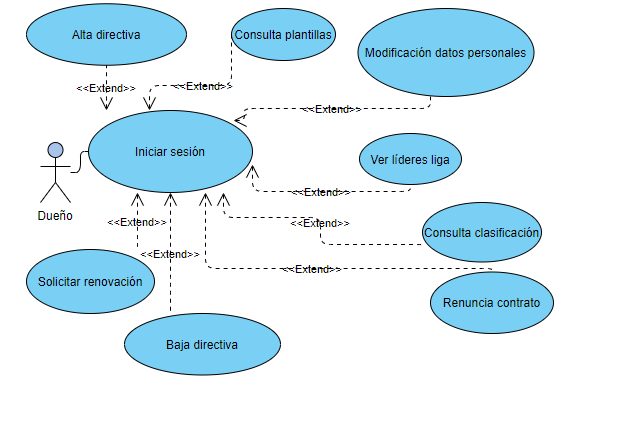 Alta directiva
Consulta plantillas
Modificación datos personales
<<Extend>>
<<Extend>>
<<Extend>>
Iniciar sesión
Ver líderes liga
Dueño
<<Extend>>
<<Extend>>
<<Extend>>
Consulta clasificación
<<Extend>>
<<Extend>>
Solicitar renovación
Renuncia contrato
Baja directiva